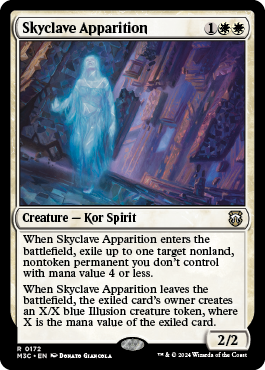 Skyclave Apparition 1
Creature — Kor Spirit
When Skyclave Apparition enters the
battlefield, exile up to one target nonland,
nontoken permanent you don't control
with mana value 4 or less.
When Skyclave Apparition leaves the
battlefield, the exiled card's owner creates
an X/X blue Illusion creature token, where
X is the mana value of the exiled card.
2/2
R 0172
M3C • EN Donato Giancola
™ & © 2024 Wizards of the Coast